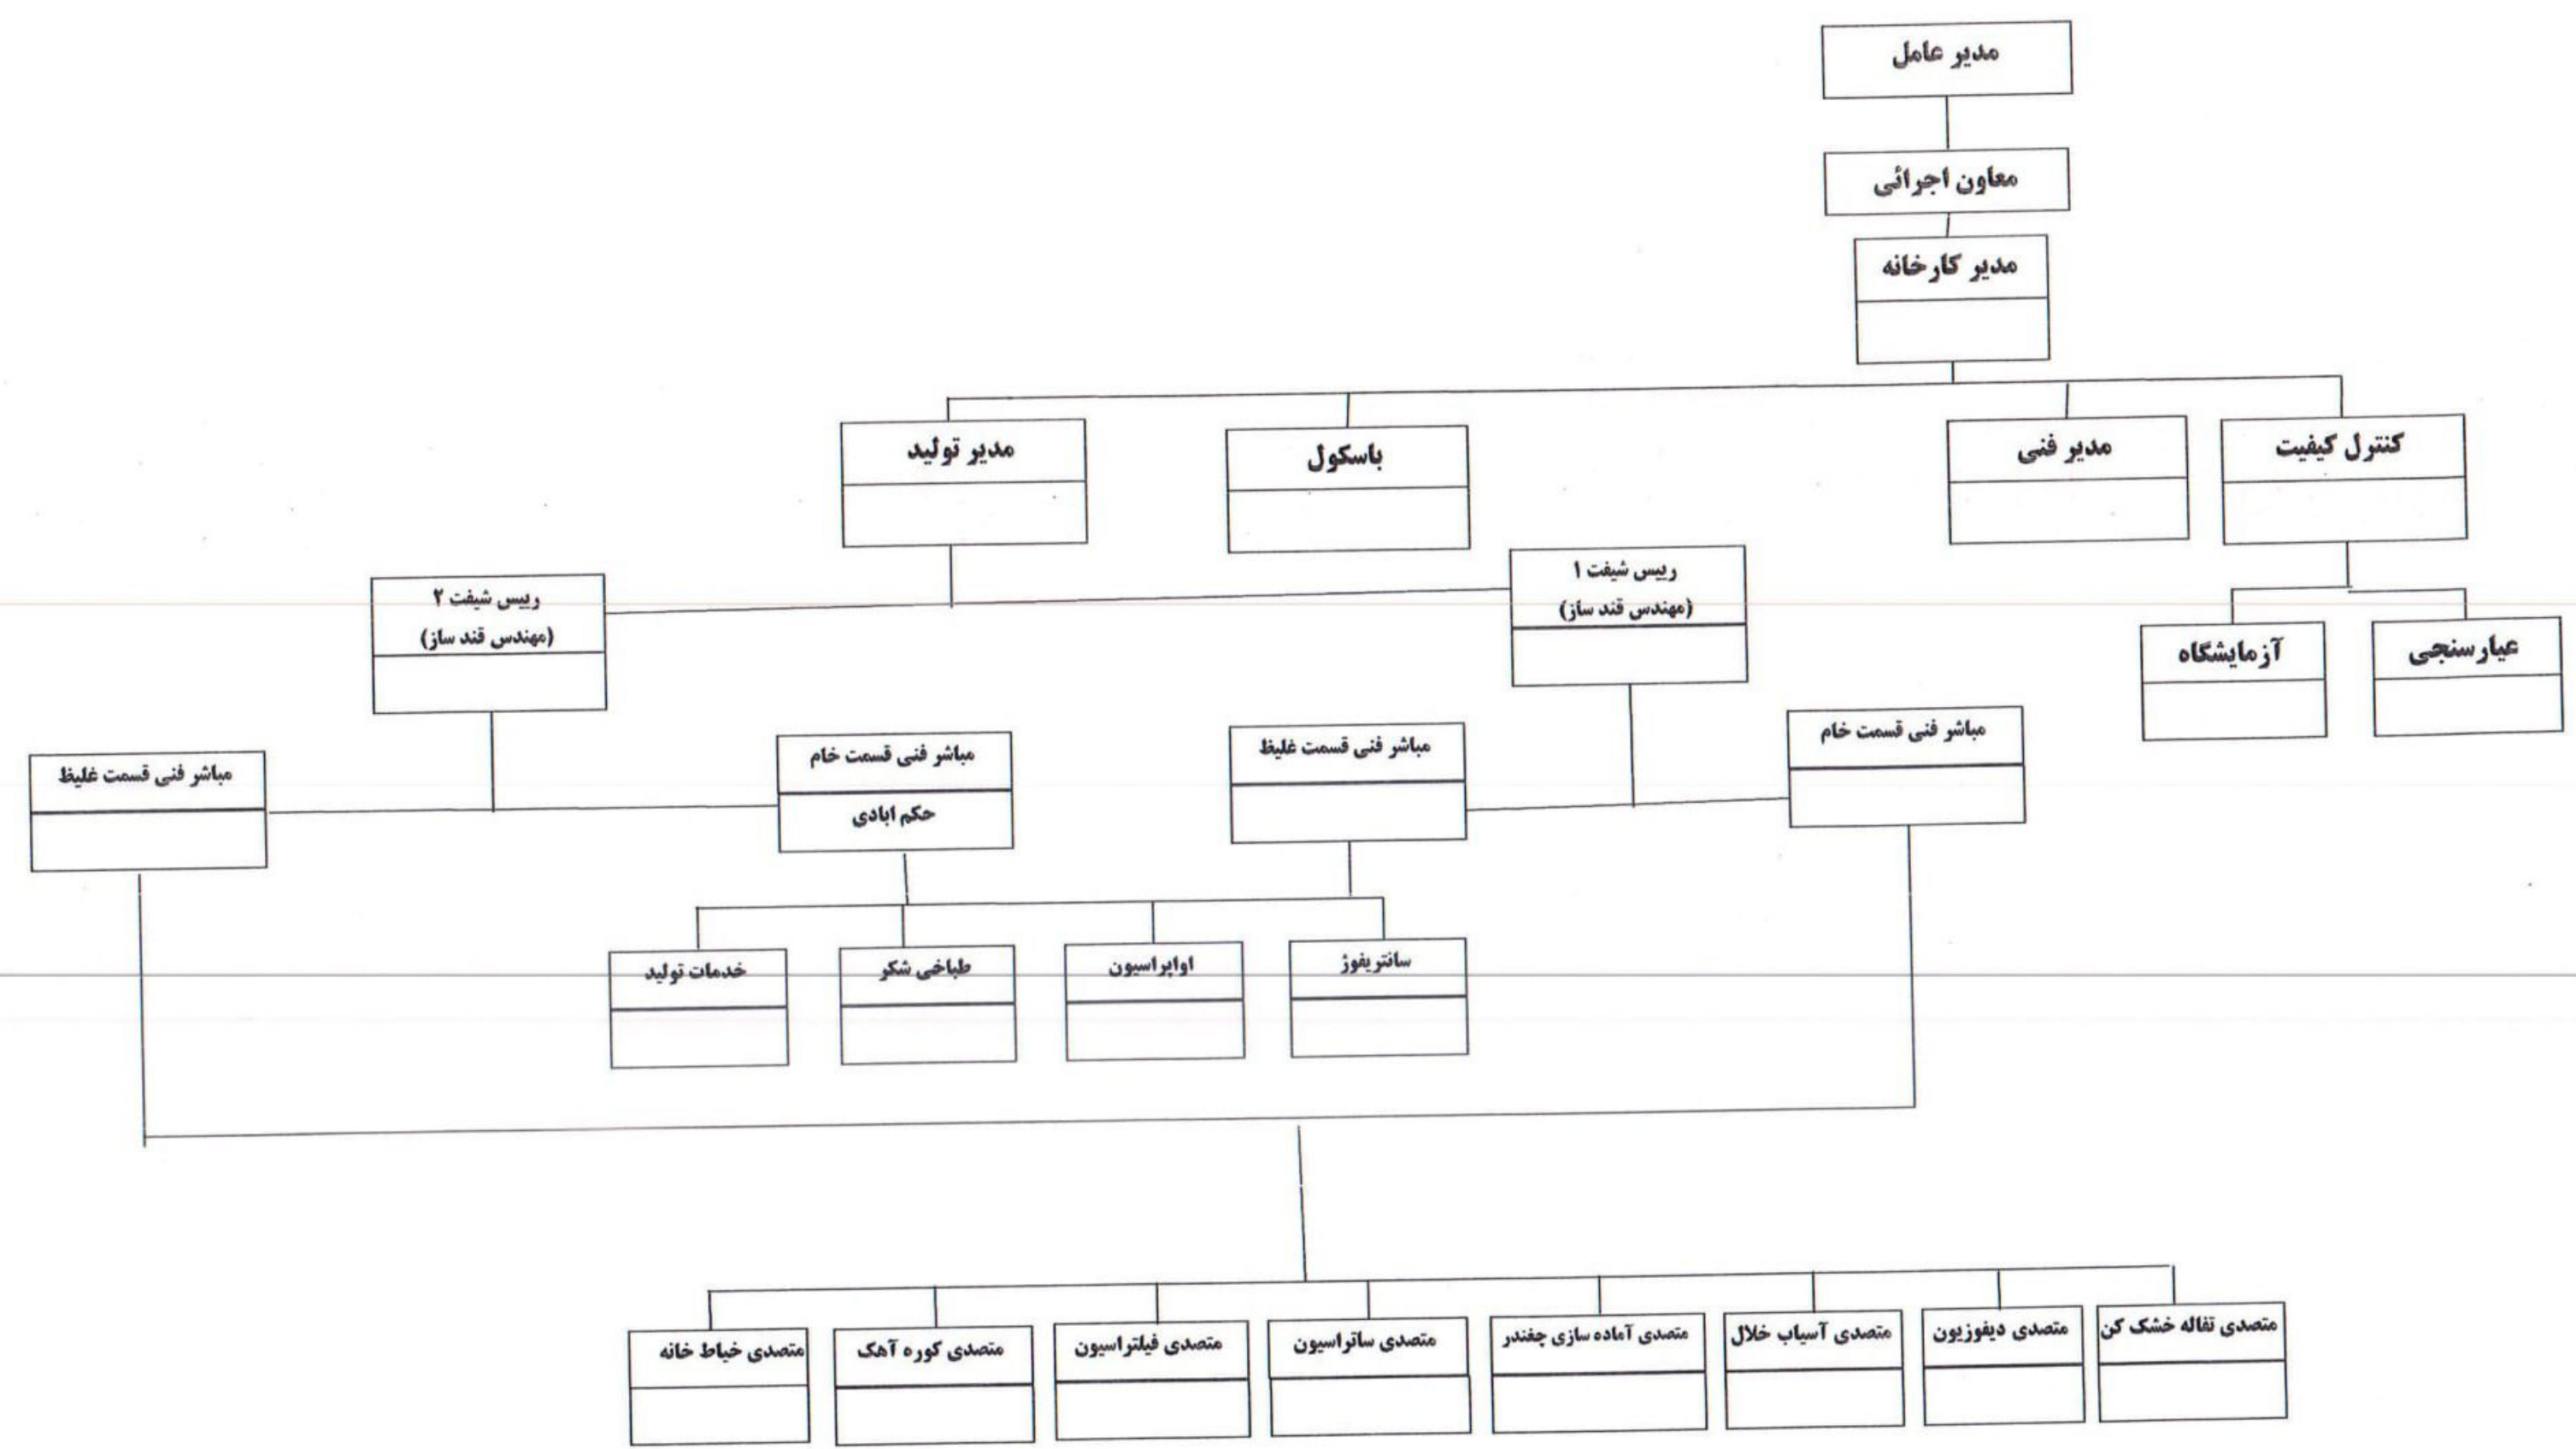 مدیر عامل
معاون اجرائی
مدیر کارخانه
کنترل کیفیت
مدیر فنی
باسکول
مدیر تولید
رییس شیفت ۱
(مهندس قند ساز)
رییس شیفت ۲
(مهندس قند ساز)
عیارسنجی
آزمایشگاه
مباشر فنی قسمت خام
مباشر فنی قسمت غلیظ
مباشر فنی قسمت خام
حکم ابادی
مباشر فنی قسمت غلیظ
سانتریفوژ
اواپراسیون
طباخی شکر
خدمات تولید
متصدی تفاله خشک کن
متصدی دیفوزیون
متصدی آسیاب خلال
متصدی آماده سازی چغندر
متصدی ساتراسیون
متصدی فیلتراسیون
متصدی کوره آهک
متصدی خیاط خانه